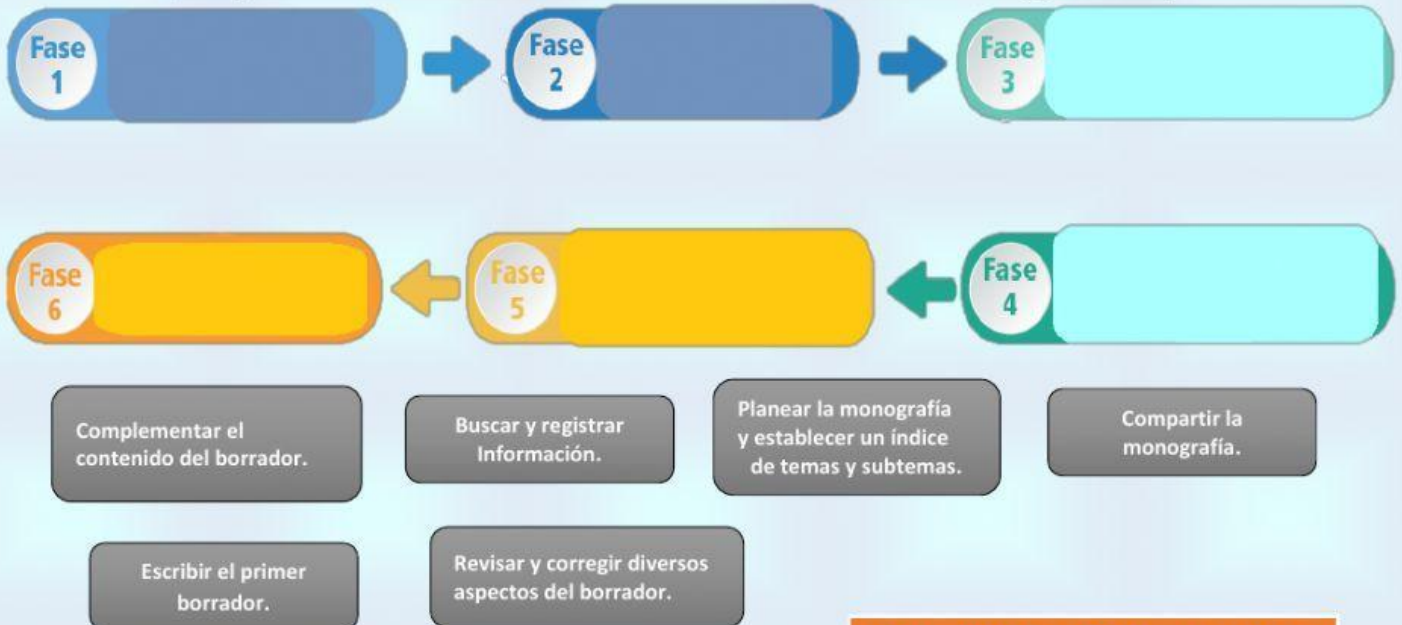 Fase
1
Fase
2
Fase
3
Fase
6
Fase
5
Fase
4
Complementar el
contenido del borrador.
Buscar y registrar
Información.
Planear la monografía
y establecer un índice
de temas y subtemas.
Compartir la
monografía.
Escribir el primer
borrador.
Revisar y corregir diversos
aspectos del borrador.